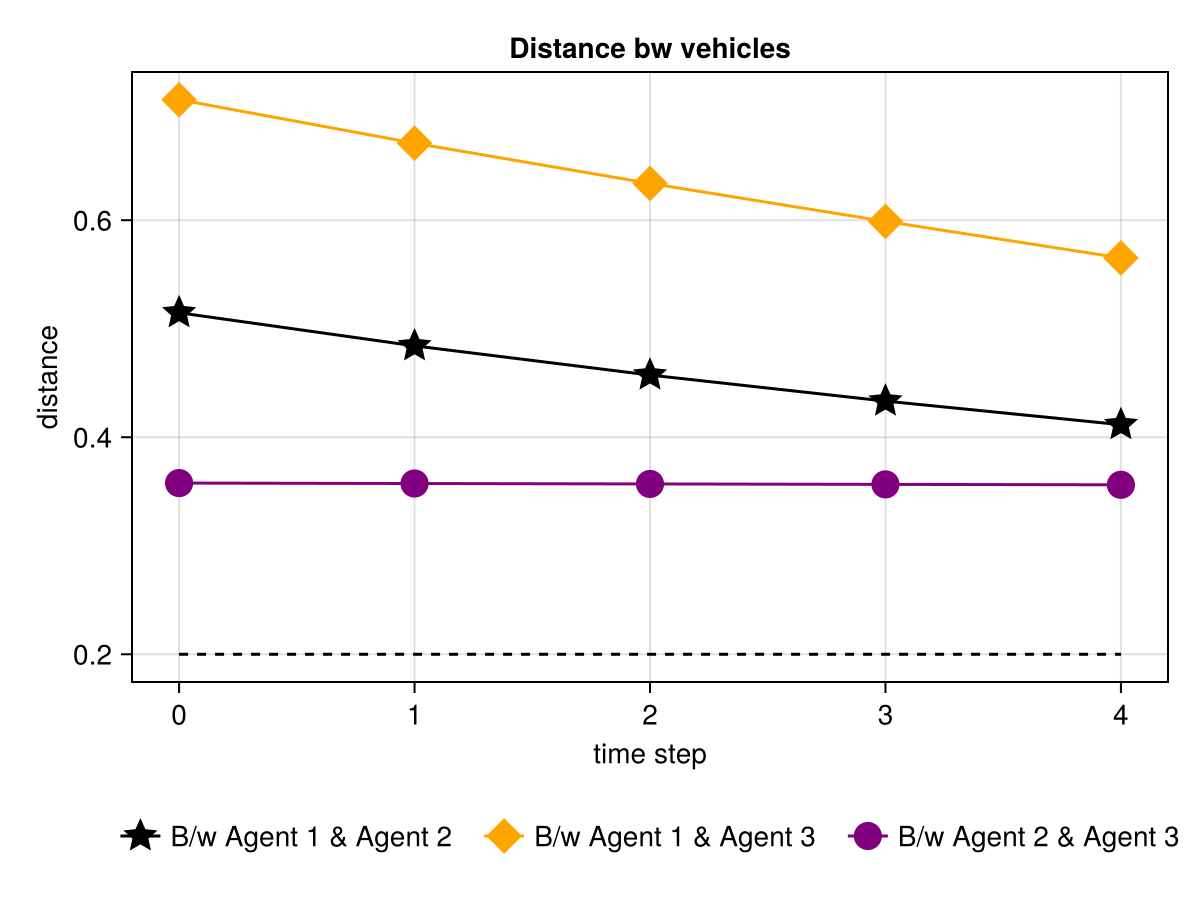 Distance bw vehicles
distance
0.6
0.4
0.2
0 1 2 3 4
time step
B/w Agent 1 & Agent 2 B/w Agent 1 & Agent 3 B/w Agent 2 & Agent 3